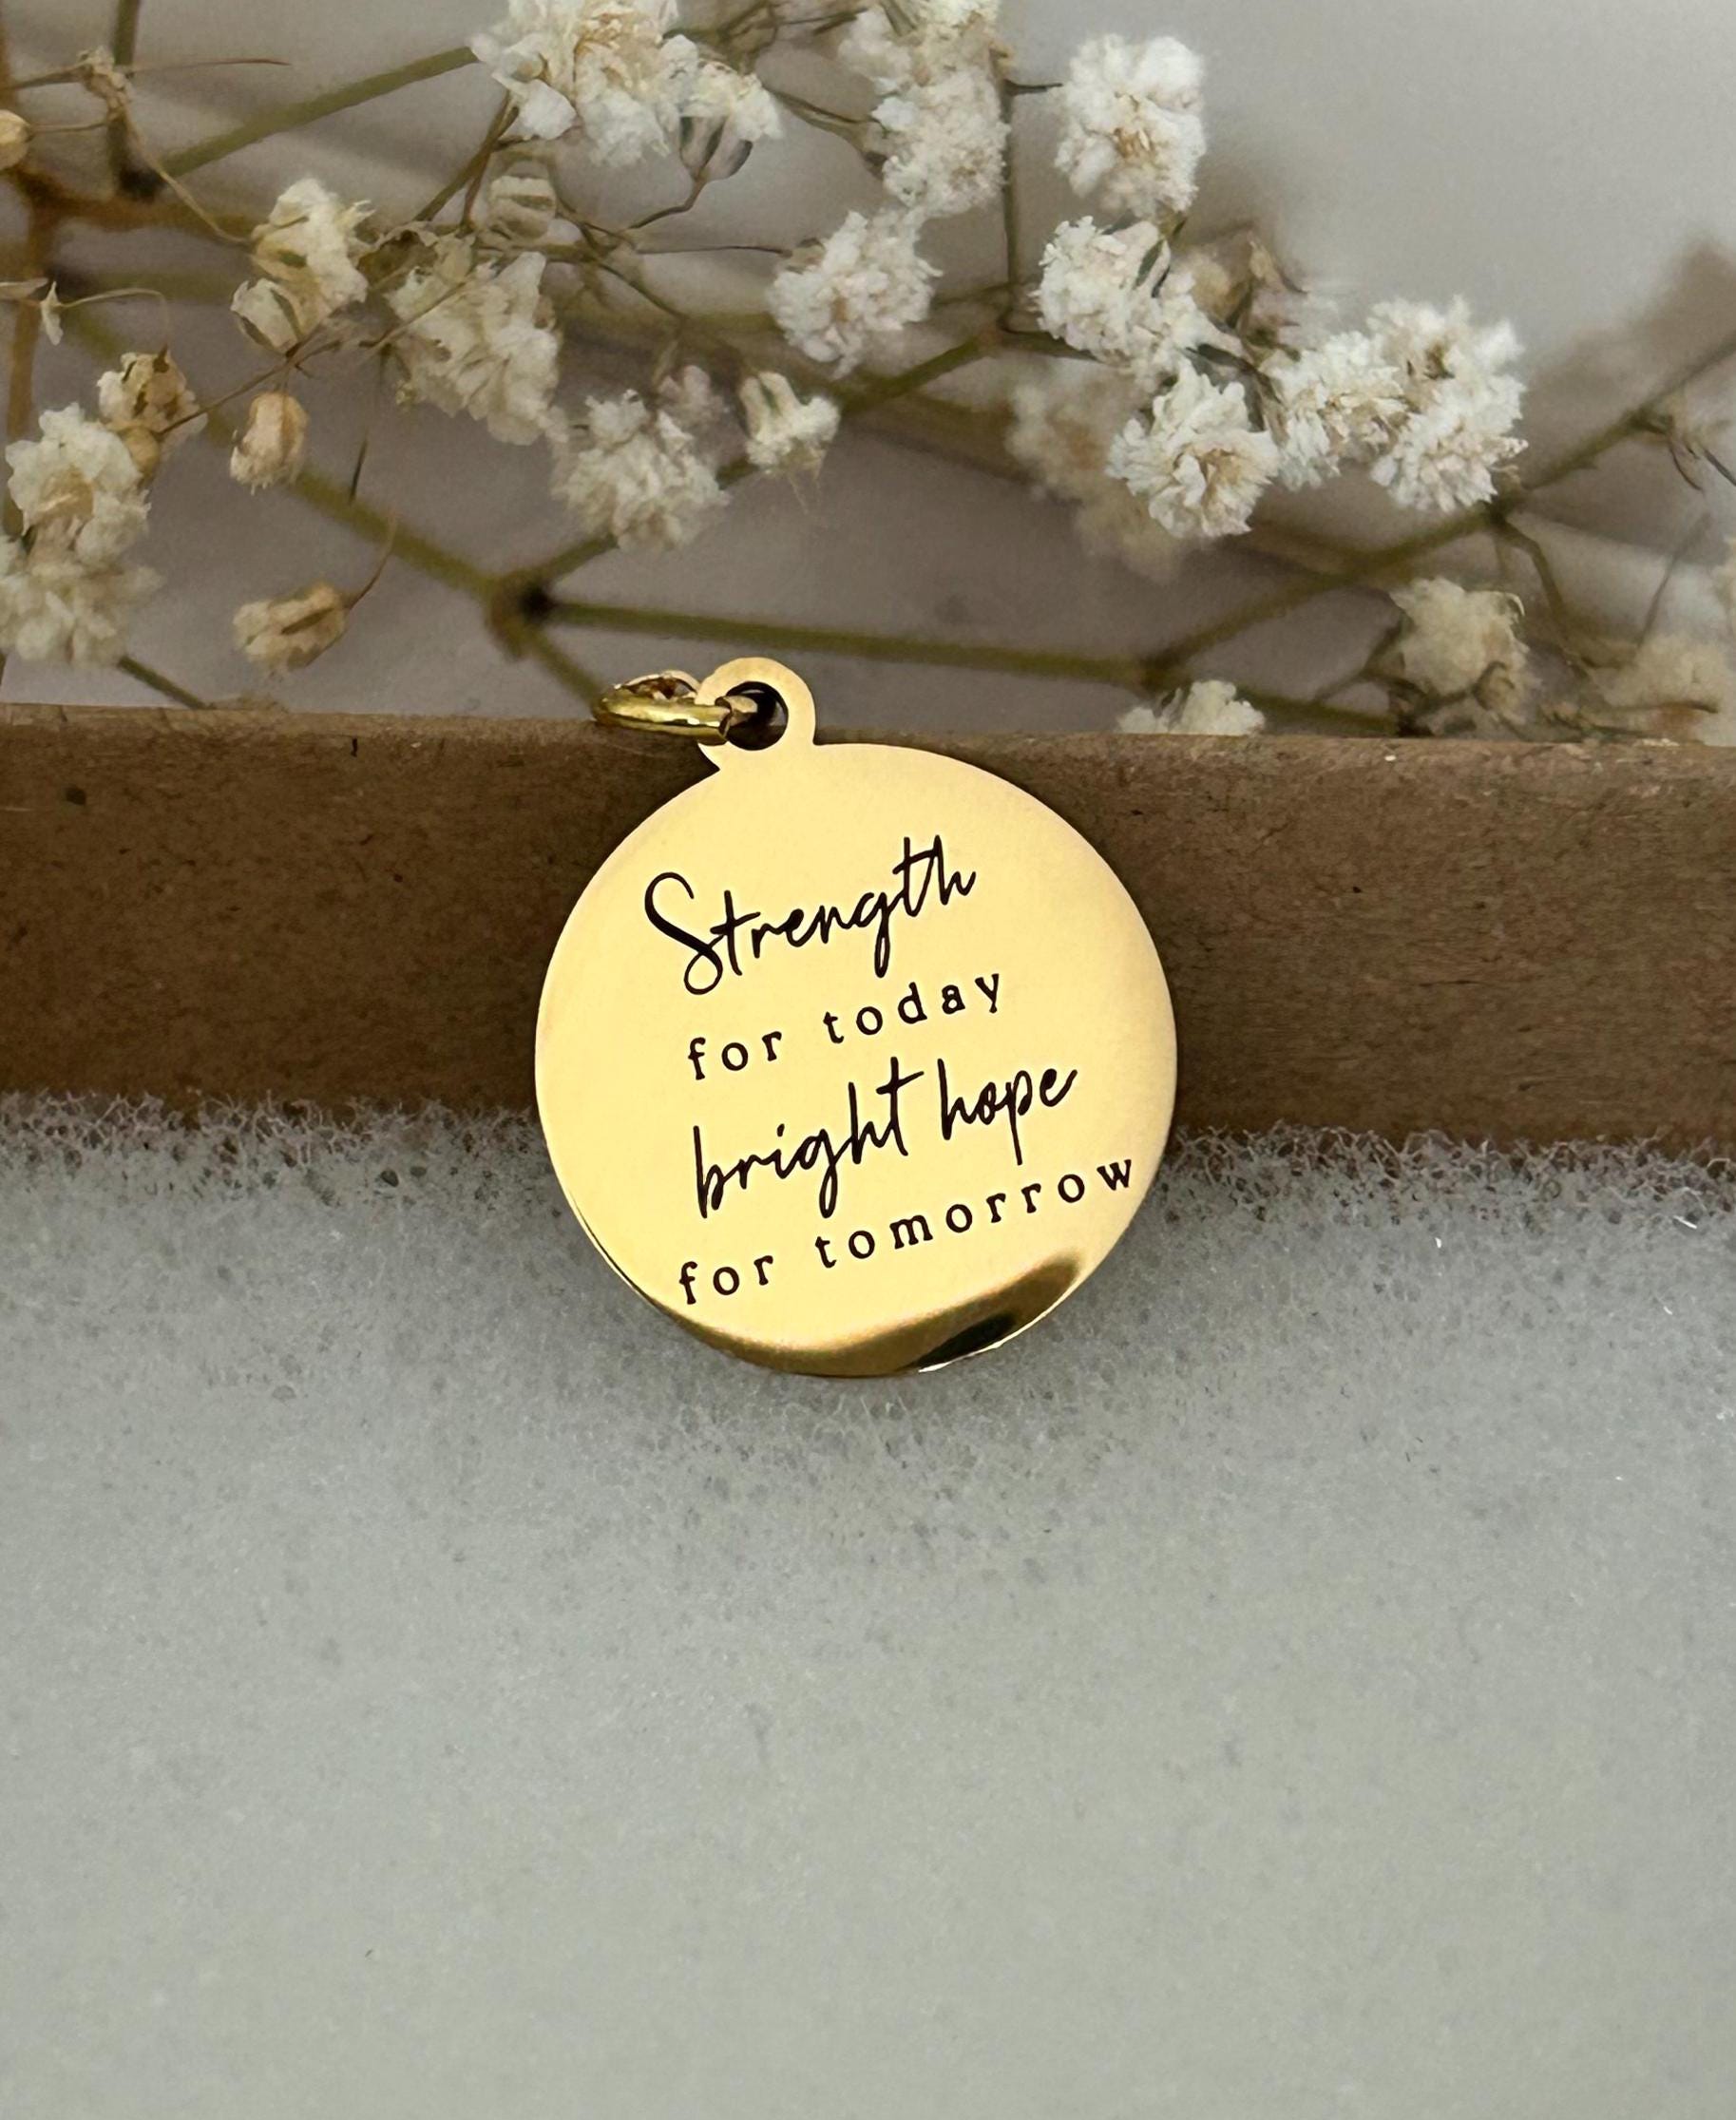 Strength
for today
bright hope
for tomorrow